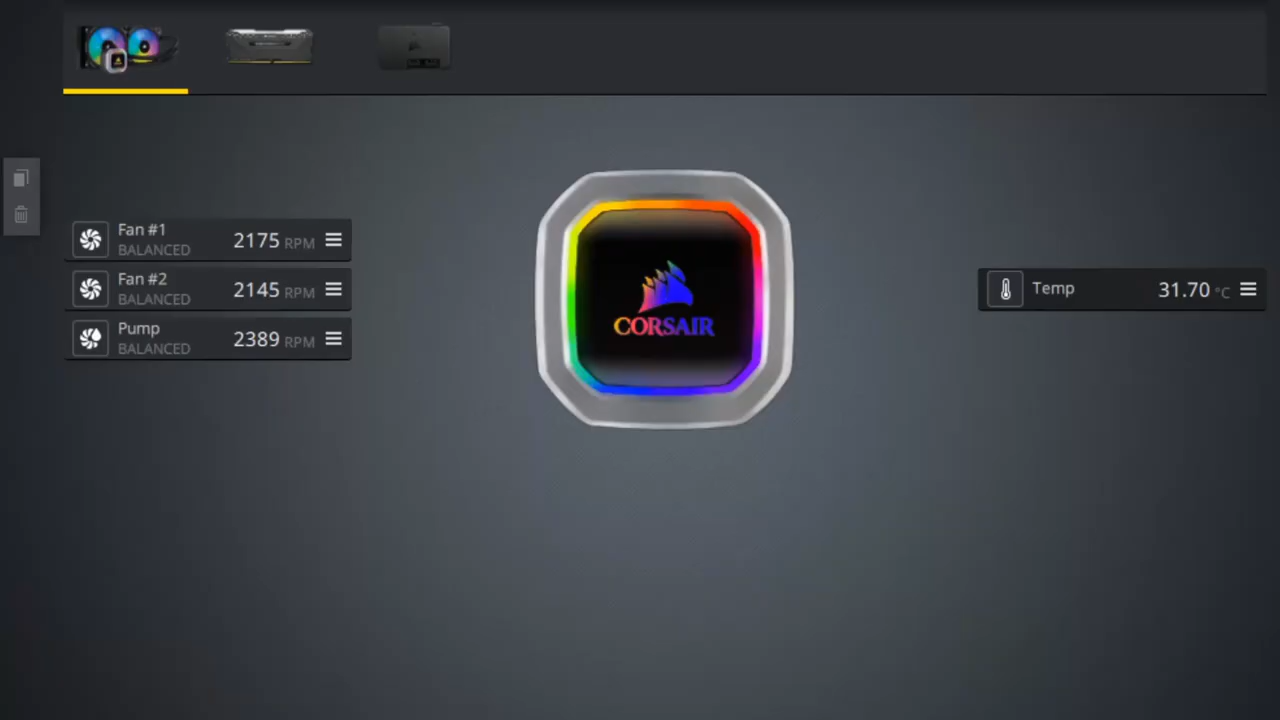 Fan #1
BALANCED
2175 RPM
Fan #2
BALANCED
2145 RPM
Pump
BALANCED
2389 RPM
CORSAIR
Temp
31.70 °C